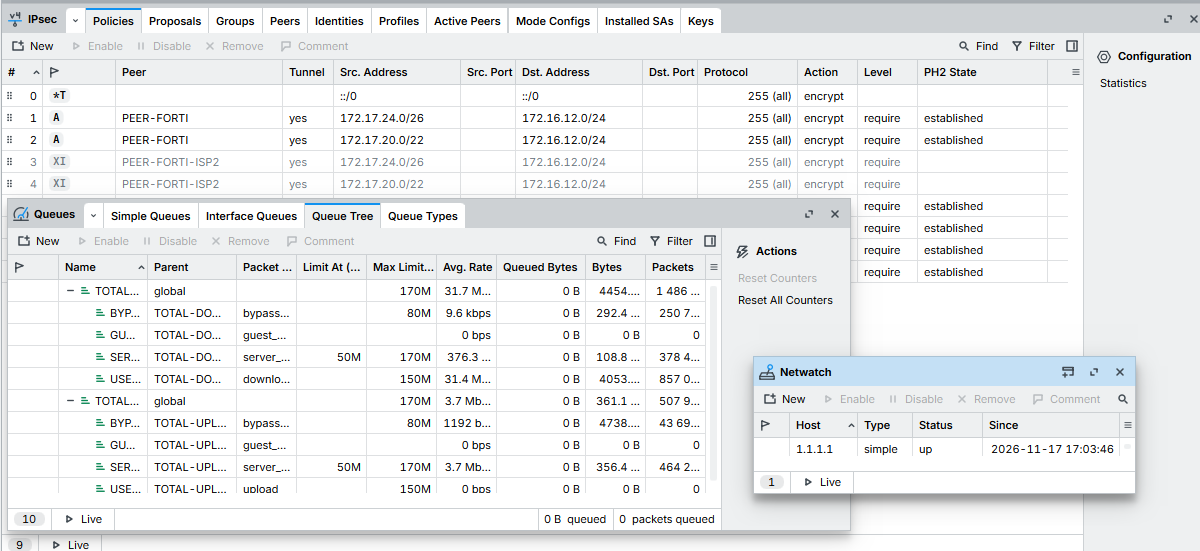 v4 IPsec Policies Proposals Groups Peers Identities Profiles Active Peers Mode Configs Installed SAs Keys
New Enable Disable Remove Comment Find Filter
# Peer Tunnel Src. Address Src. Port Dst. Address Dst. Port Protocol Action Level PH2 State
0 *T ::/0 ::/0 255 (all) encrypt
1 A PEER-FORTI yes 172.17.24.0/26 172.16.12.0/24 255 (all) encrypt require established
2 A PEER-FORTI yes 172.17.20.0/22 172.16.12.0/24 255 (all) encrypt require established
3 XI PEER-FORTI-ISP2 yes 172.17.24.0/26 172.16.12.0/24 255 (all) encrypt require
4 XI PEER-FORTI-ISP2 yes 172.17.20.0/22 172.16.12.0/24 255 (all) encrypt require
require established
require established
require established
require established
9 Live
Configuration
Statistics
Queues Simple Queues Interface Queues Queue Tree Queue Types
New Enable Disable Remove Comment Find Filter
Name Parent Packet ... Limit At (... Max Limit... Avg. Rate Queued Bytes Bytes Packets
TOTAL... global 170M 31.7 M... 0 B 4454.... 1 486 ...
BYP... TOTAL-DO... bypass... 80M 9.6 kbps 0 B 292.4 ... 250 7...
GU... TOTAL-DO... guest_... 0 bps 0 B 0 B 0
SER... TOTAL-DO... server_... 50M 170M 376.3 ... 0 B 108.8 ... 378 4...
USE... TOTAL-DO... downlo... 150M 31.4 M... 0 B 4053.... 857 0...
TOTAL... global 170M 3.7 Mb... 0 B 361.1 ... 507 9...
BYP... TOTAL-UPL... bypass... 80M 1192 b... 0 B 4738.... 43 69...
GU... TOTAL-UPL... guest_... 0 bps 0 B 0 B 0
SER... TOTAL-UPL... server_... 50M 170M 3.7 Mb... 0 B 356.4 ... 464 2...
USE... TOTAL-UPL... upload 150M 0 bps 0 B 0 B 0
10 Live 0 B queued 0 packets queued
Actions
Reset Counters
Reset All Counters
Netwatch
New Enable Disable Remove Comment
Host Type Status Since
1.1.1.1 simple up 2026-11-17 17:03:46
1 Live